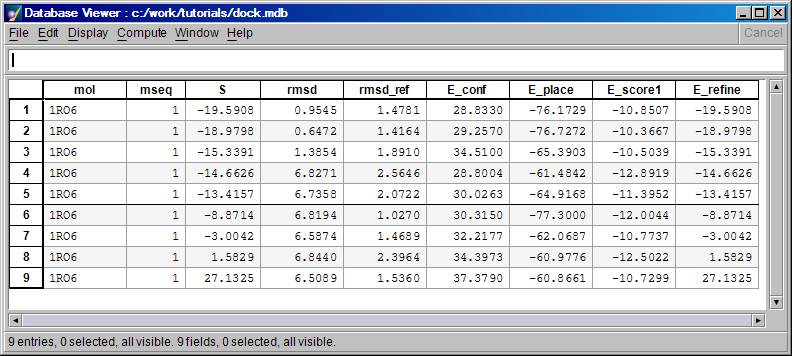 Database Viewer : c:/work/tutorials/dock.mdb
File Edit Display Compute Window Help Cancel
mol mseq S rmsd rmsd_ref E_conf E_place E_score1 E_refine
1 1RO6 1 -19.5908 0.9545 1.4781 28.8330 -76.1729 -10.8507 -19.5908
2 1RO6 1 -18.9798 0.6472 1.4164 29.2570 -76.7272 -10.3667 -18.9798
3 1RO6 1 -15.3391 1.3854 1.8910 34.5100 -65.3903 -10.5039 -15.3391
4 1RO6 1 -14.6626 6.8271 2.5646 28.8004 -61.4842 -12.8919 -14.6626
5 1RO6 1 -13.4157 6.7358 2.0722 30.0263 -64.9168 -11.3952 -13.4157
6 1RO6 1 -8.8714 6.8194 1.0270 30.3150 -77.3000 -12.0044 -8.8714
7 1RO6 1 -3.0042 6.5874 1.4689 32.2177 -62.0687 -10.7737 -3.0042
8 1RO6 1 1.5829 6.8440 2.3964 34.3973 -60.9776 -12.5022 1.5829
9 1RO6 1 27.1325 6.5089 1.5360 37.3790 -60.8661 -10.7299 27.1325
9 entries, 0 selected, all visible. 9 fields, 0 selected, all visible.